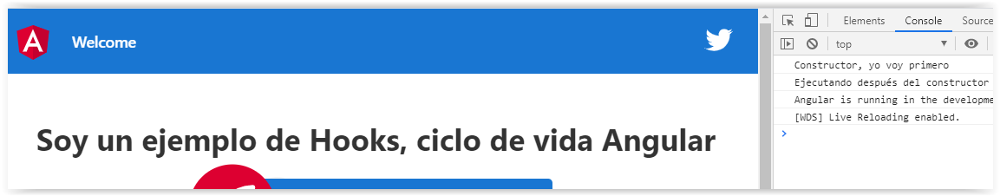 Welcome
Soy un ejemplo de Hooks, ciclo de vida Angular
Elements Console Source
top
Constructor, yo voy primero
Ejecutando después del constructor
Angular is running in the developme
[WDS] Live Reloading enabled.